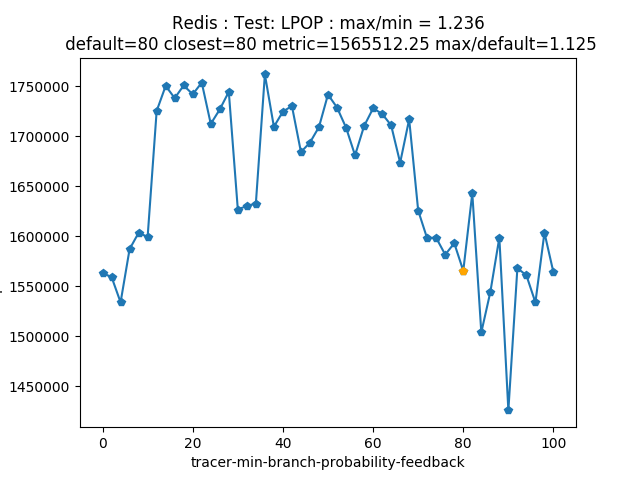 Redis : Test: LPOP : max/min = 1.236
default=80 closest=80 metric=1565512.25 max/default=1.125
1750000
1700000
1650000
1600000
1550000
1500000
1450000
0 20 40 60 80 100
tracer-min-branch-probability-feedback